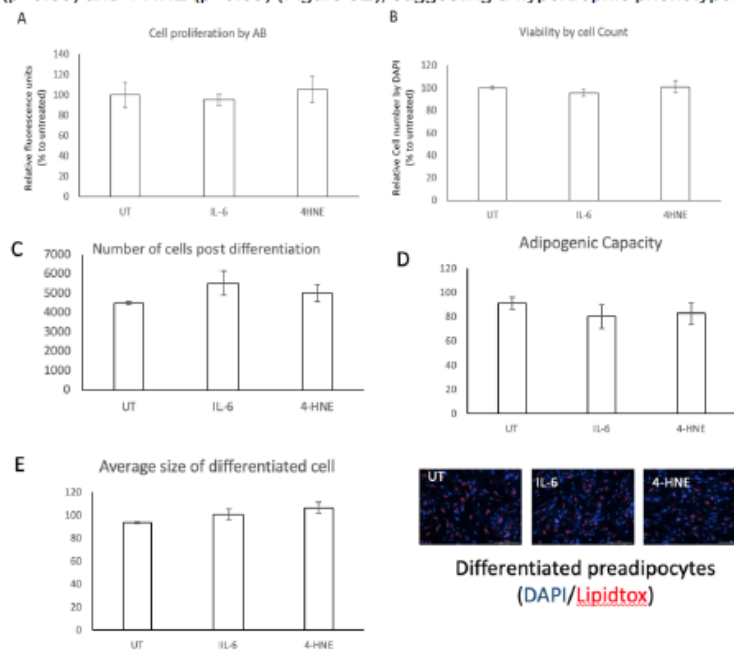 A
Cell proliferation by AB
Relative fluorescence units
(% to untreated)
140
120
100
80
60
40
20
0
UT IL-6 4HNE
B
Viability by cell Count
Relative Cell number by DAPI
(% to untreated)
120
100
80
60
40
20
0
UT IL-6 4HNE
C
Number of cells post differentiation
7000
6000
5000
4000
3000
2000
1000
0
UT IL-6 4-HNE
D
Adipogenic Capacity
120
100
80
60
40
20
0
UT IL-6 4-HNE
E
Average size of differentiated cell
120
100
80
60
40
20
0
UT IL-6 4-HNE
UT
IL-6
4-HNE
Differentiated preadipocytes
(DAPI/Lipidtox)